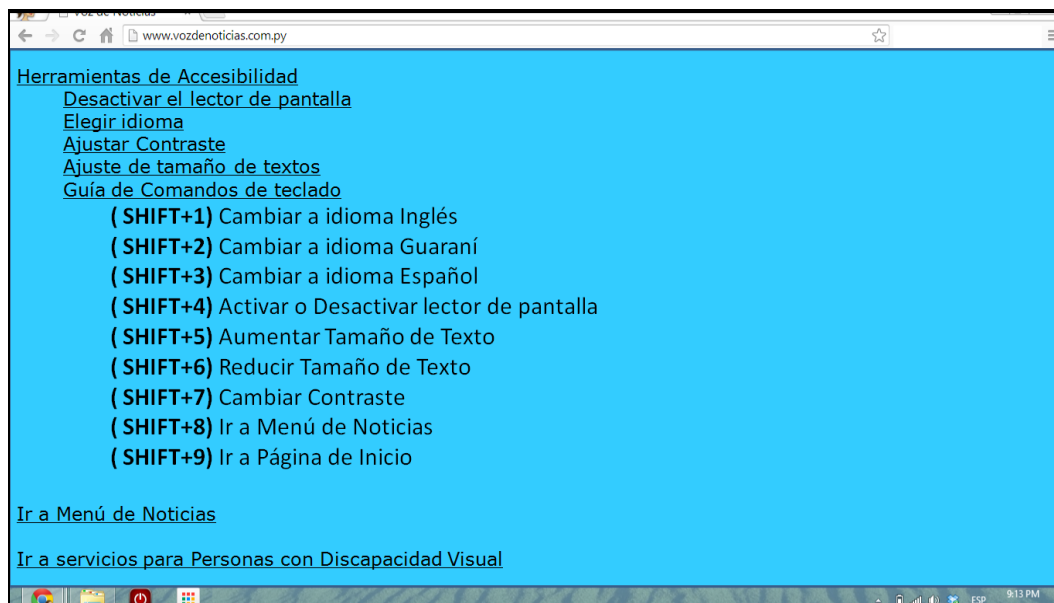 Voz de Noticias
www.vozdenoticias.com.py
Herramientas de Accesibilidad
Desactivar el lector de pantalla
Elegir idioma
Ajustar Contraste
Ajuste de tamaño de textos
Guía de Comandos de teclado
( SHIFT+1) Cambiar a idioma Inglés
( SHIFT+2) Cambiar a idioma Guaraní
( SHIFT+3) Cambiar a idioma Español
( SHIFT+4) Activar o Desactivar lector de pantalla
( SHIFT+5) Aumentar Tamaño de Texto
( SHIFT+6) Reducir Tamaño de Texto
( SHIFT+7) Cambiar Contraste
( SHIFT+8) Ir a Menú de Noticias
( SHIFT+9) Ir a Página de Inicio
Ir a Menú de Noticias
Ir a servicios para Personas con Discapacidad Visual
ESP 9:13 PM